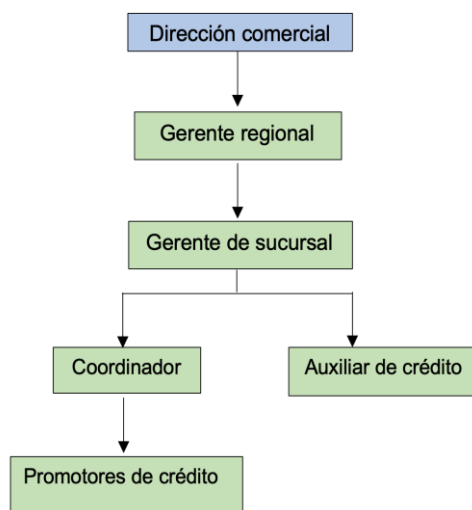 Dirección comercial
Gerente regional
Gerente de sucursal
Coordinador
Auxiliar de crédito
Promotores de crédito